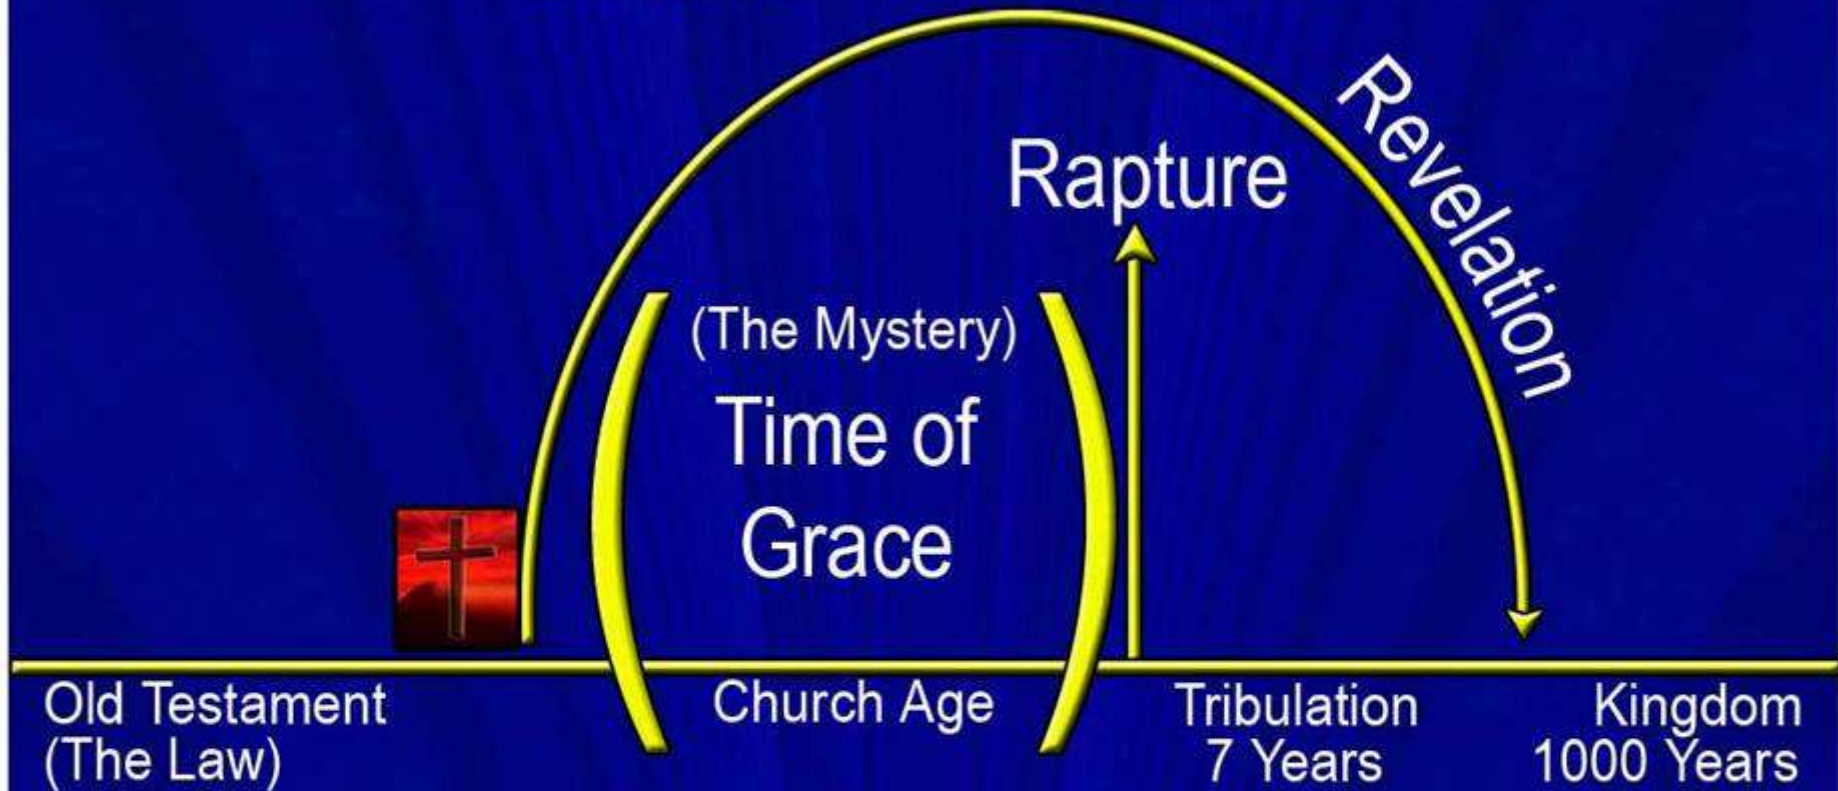 Revelation
Rapture
(The Mystery)
Time of
Grace
Old Testament
(The Law)
Church Age
Tribulation
7 Years
Kingdom
1000 Years